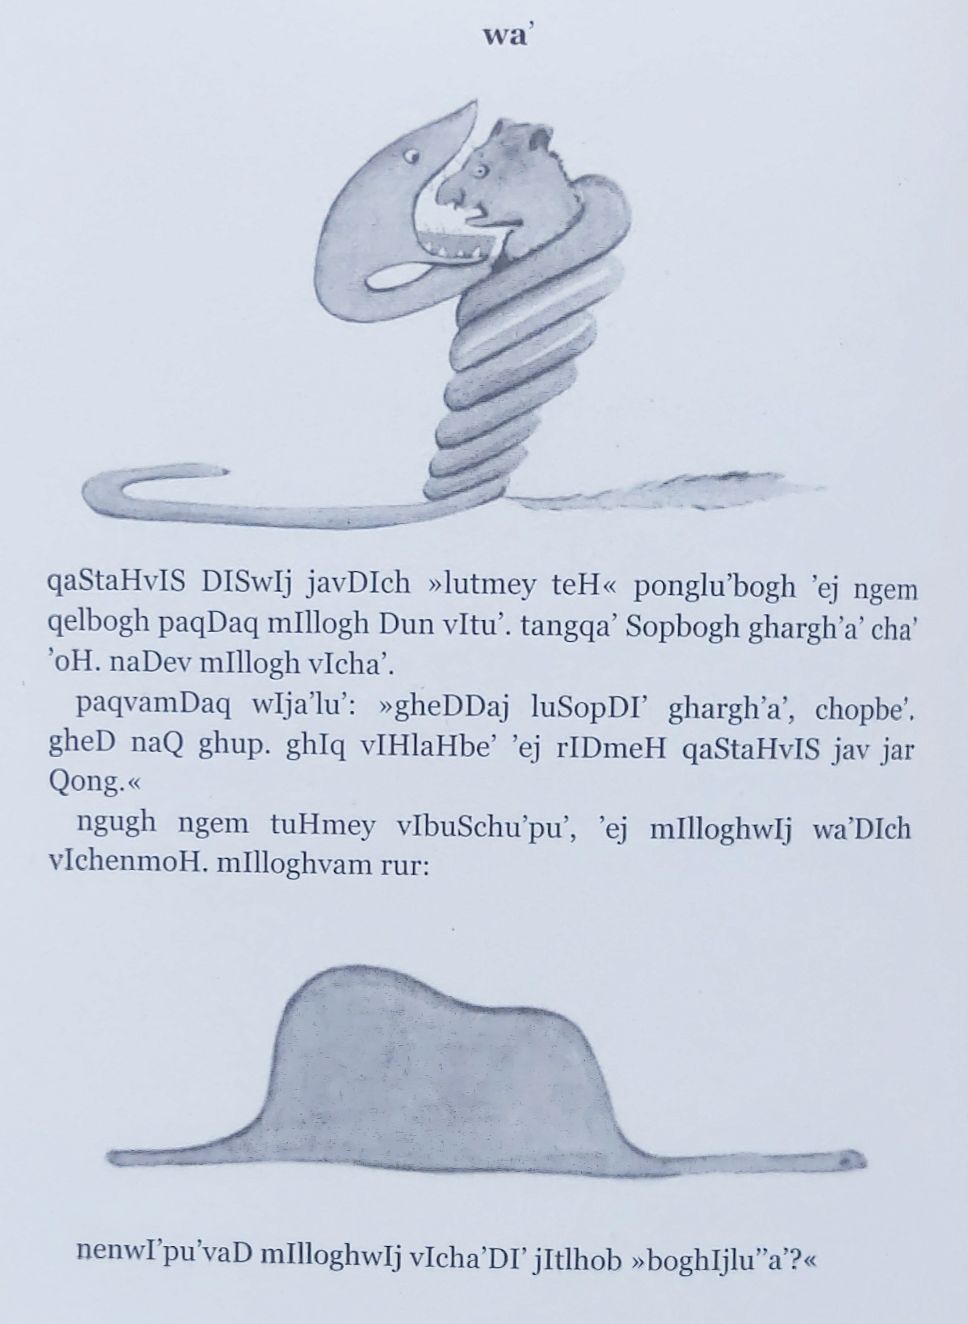 wa’
qaStaHvIS DISwIj javDIch »lutmey teH« ponglu’bogh ’ej ngem
qelbogh paqDaq mIllogh Dun vItu’. tangqa’ Sopbogh ghargh’a’ cha’
’oH. naDev mIllogh vIcha’.
paqvamDaq wIja’lu’: »gheDDaj luSopDI’ ghargh’a’, chopbe’.
gheD naQ ghup. ghIq vIHlaHbe’ ’ej rIDmeH qaStaHvIS jav jar
Qong.«
ngugh ngem tuHmey vIbuSchu’pu’, ’ej mIlloghwIj wa’DIch
vIchenmoH. mIlloghvam rur:
nenwI’pu’vaD mIlloghwIj vIcha’DI’ jItlhob »boghIjlu’’a’?«